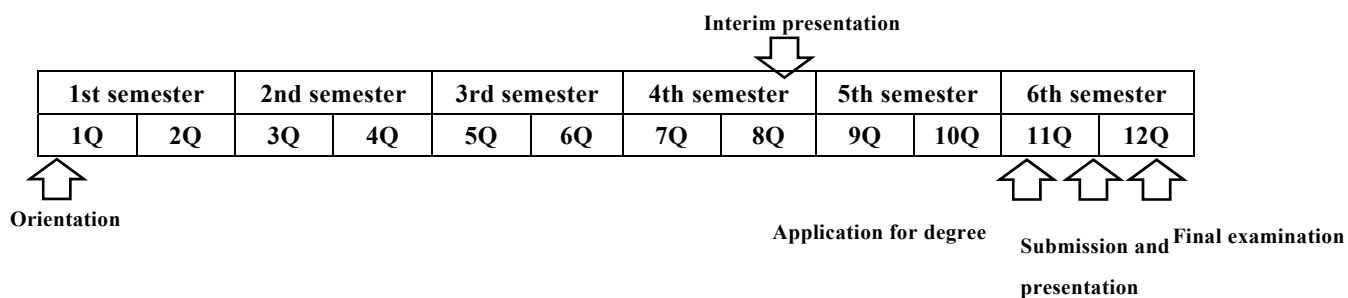 Interim presentation
1st semester 2nd semester 3rd semester 4th semester 5th semester 6th semester
1Q 2Q 3Q 4Q 5Q 6Q 7Q 8Q 9Q 10Q 11Q 12Q
Orientation
Application for degree
Submission and
presentation
Final examination